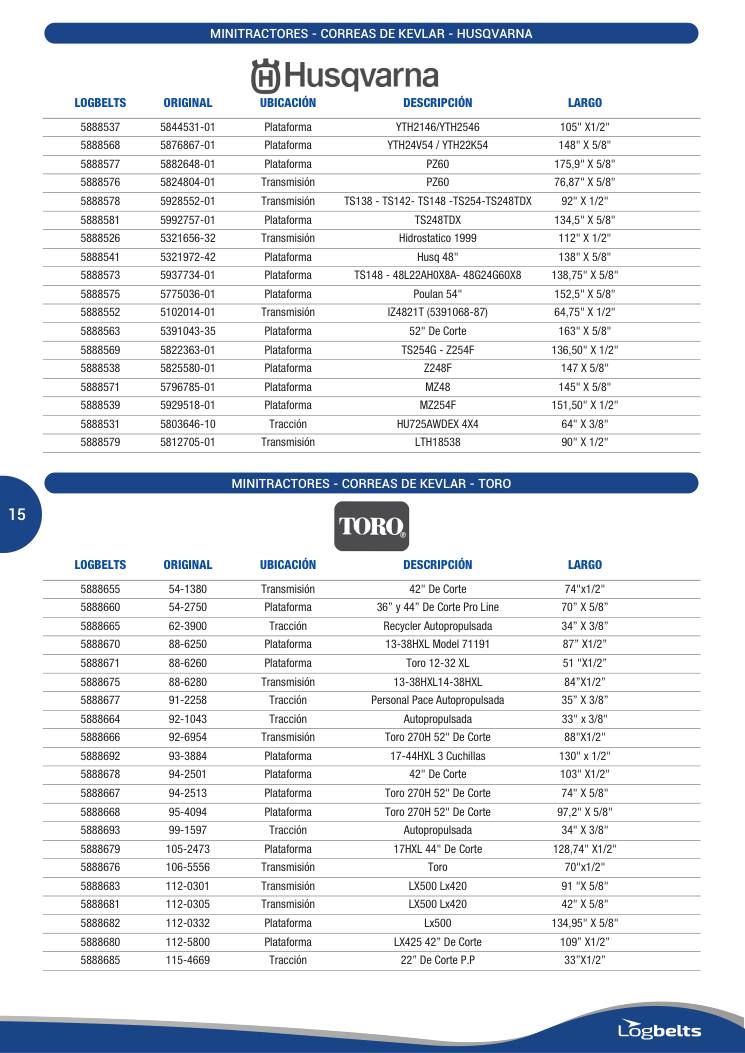 MINITRACTORES - CORREAS DE KEVLAR - HUSQVARNA
Husqvarna
LOGBELTS ORIGINAL UBICACIÓN DESCRIPCIÓN LARGO
5888537 5844531-01 Plataforma YTH2146/YTH2546 105" X1/2"
5888568 5876867-01 Plataforma YTH24V54 / YTH22K54 148" X 5/8"
5888577 5882648-01 Plataforma PZ60 175,9" X 5/8"
5888576 5824804-01 Transmisión PZ60 76,87" X 5/8"
5888578 5928552-01 Transmisión TS138 - TS142- TS148 -TS254-TS248TDX 92" X 1/2"
5888581 5992757-01 Plataforma TS248TDX 134,5" X 5/8"
5888526 5321656-32 Transmisión Hidrostatico 1999 112" X 1/2"
5888541 5321972-42 Plataforma Husq 48" 138" X 5/8"
5888573 5937734-01 Plataforma TS148 - 48L22AH0X8A- 48G24G60X8 138,75" X 5/8"
5888575 5775036-01 Plataforma Poulan 54" 152,5" X 5/8"
5888552 5102014-01 Transmisión IZ4821T (5391068-87) 64,75" X 1/2"
5888563 5391043-35 Plataforma 52" De Corte 163" X 5/8"
5888569 5822363-01 Plataforma TS254G - Z254F 136,50" X 1/2"
5888538 5825580-01 Plataforma Z248F 147 X 5/8"
5888571 5796785-01 Plataforma MZ48 145" X 5/8"
5888539 5929518-01 Plataforma MZ254F 151,50" X 1/2"
5888531 5803646-10 Tracción HU725AWDEX 4X4 64" X 3/8"
5888579 5812705-01 Transmisión LTH18538 90" X 1/2"
MINITRACTORES - CORREAS DE KEVLAR - TORO
15
TORO®
LOGBELTS ORIGINAL UBICACIÓN DESCRIPCIÓN LARGO
5888655 54-1380 Transmisión 42" De Corte 74"x1/2"
5888660 54-2750 Plataforma 36” y 44” De Corte Pro Line 70” X 5/8”
5888665 62-3900 Tracción Recycler Autopropulsada 34” X 3/8”
5888670 88-6250 Plataforma 13-38HXL Model 71191 87” X1/2”
5888671 88-6260 Plataforma Toro 12-32 XL 51 "X1/2”
5888675 88-6280 Transmisión 13-38HXL14-38HXL 84”X1/2”
5888677 91-2258 Tracción Personal Pace Autopropulsada 35” X 3/8”
5888664 92-1043 Tracción Autopropulsada 33" x 3/8"
5888666 92-6954 Transmisión Toro 270H 52" De Corte 88"X1/2"
5888692 93-3884 Plataforma 17-44HXL 3 Cuchillas 130" x 1/2"
5888678 94-2501 Plataforma 42" De Corte 103" X1/2"
5888667 94-2513 Plataforma Toro 270H 52" De Corte 74" X 5/8"
5888668 95-4094 Plataforma Toro 270H 52" De Corte 97,2" X 5/8"
5888693 99-1597 Tracción Autopropulsada 34" X 3/8"
5888679 105-2473 Plataforma 17HXL 44" De Corte 128,74" X1/2"
5888676 106-5556 Transmisión Toro 70"x1/2"
5888683 112-0301 Transmisión LX500 Lx420 91 "X 5/8"
5888681 112-0305 Transmisión LX500 Lx420 42" X 5/8"
5888682 112-0332 Plataforma Lx500 134,95" X 5/8"
5888680 112-5800 Plataforma LX425 42” De Corte 109” X1/2”
5888685 115-4669 Tracción 22” De Corte P.P 33”X1/2”
Logbelts